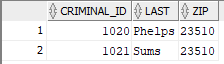 CRIMINAL_ID LAST ZIP
1 1020 Phelps 23510
2 1021 Sums 23510